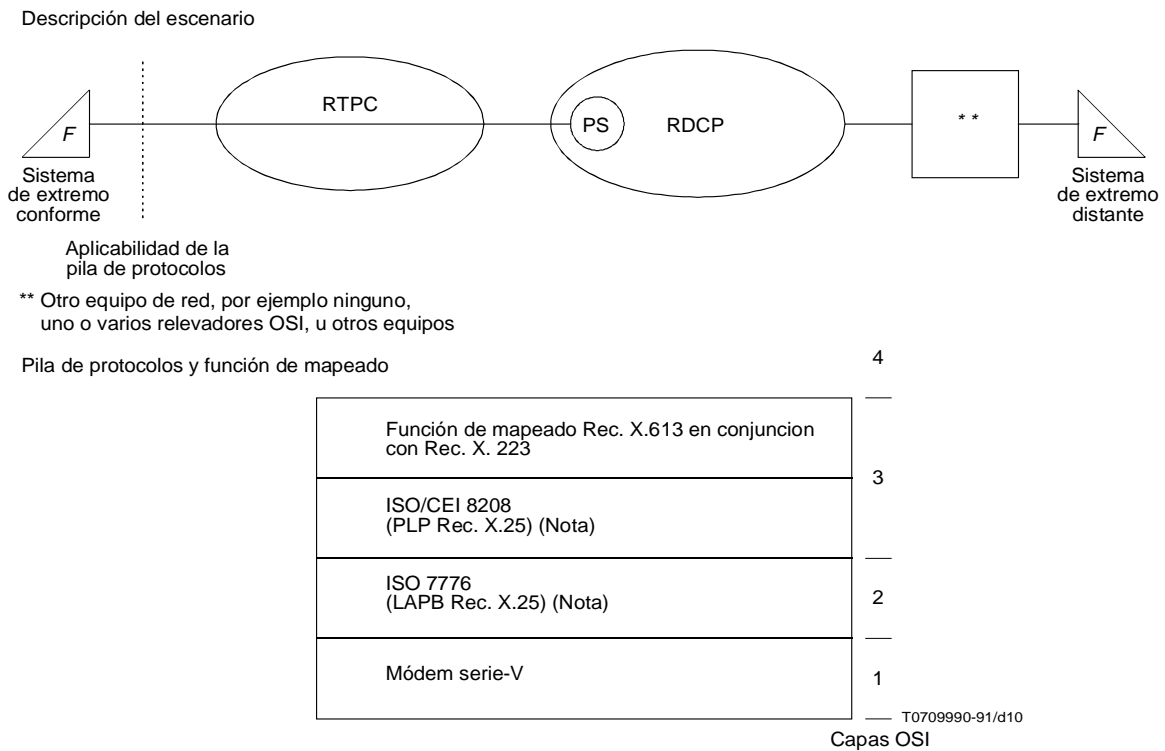 Descripción del escenario
RTPC
PS
RDCP
* *
F
F
Sistema
de extremo
conforme
Sistema
de extremo
distante
Aplicabilidad de la
pila de protocolos
** Otro equipo de red, por ejemplo ninguno,
uno o varios relevadores OSI, u otros equipos
Pila de protocolos y función de mapeado
4
Función de mapeado Rec. X.613 en conjuncion
con Rec. X. 223
3
ISO/CEI 8208
(PLP Rec. X.25) (Nota)
ISO 7776
(LAPB Rec. X.25) (Nota)
2
Módem serie-V
1
T0709990-91/d10
Capas OSI